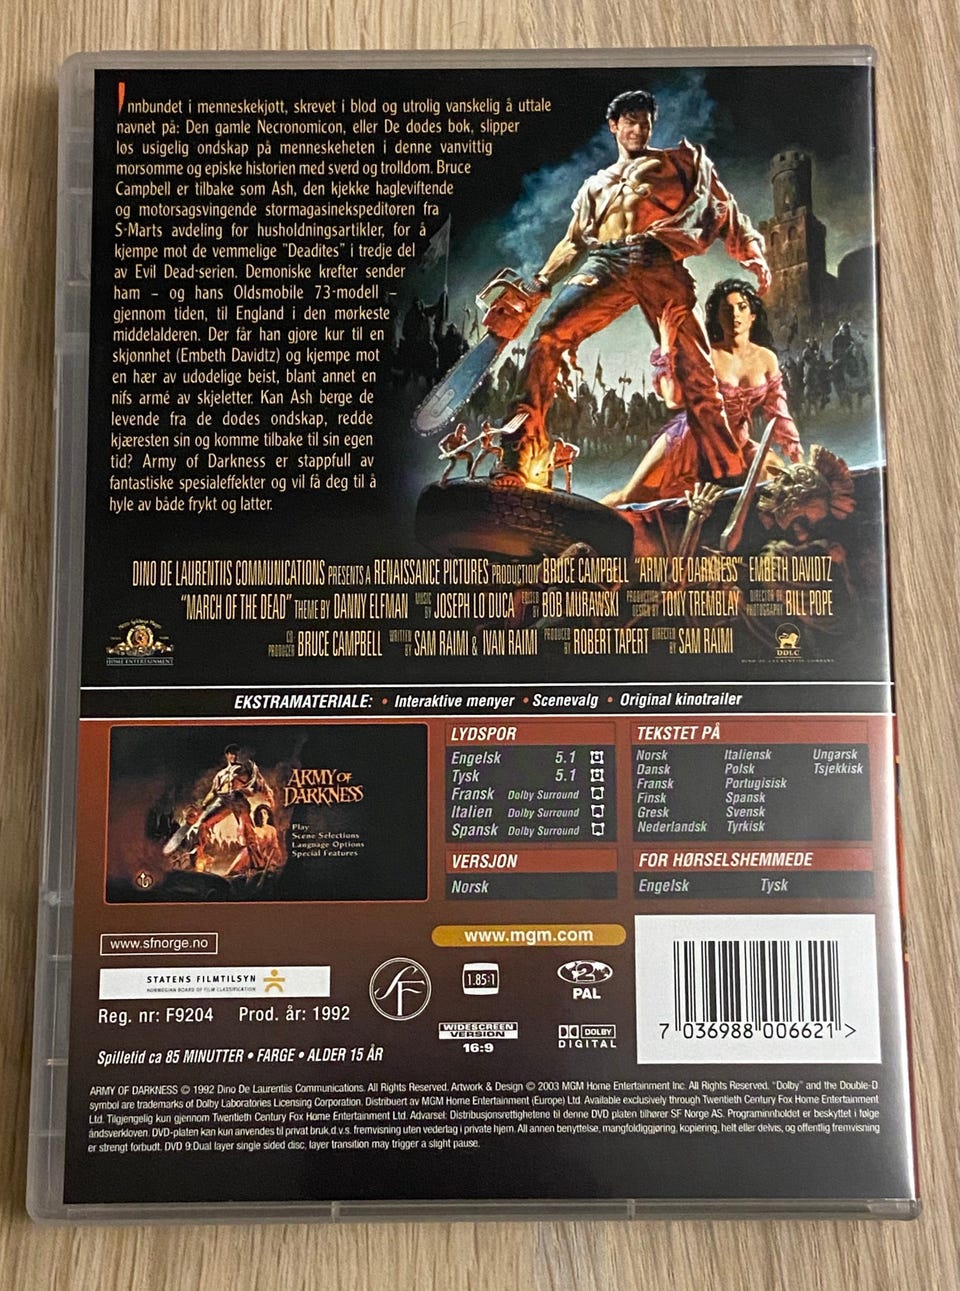 Innbundet i menneskekjøtt, skrevet i blod og utrolig vanskelig å uttale
navnet på: Den gamle Necronomicon, eller De dødes bok, slipper
løs usigelig ondskap på menneskeheten i denne vanvittig
morsomme og episke historien med sverd og trolldom. Bruce
Campbell er tilbake som Ash, den kjekke hagleviftende
og motorsagsvingende stormagasinekspeditøren fra
S-Marts avdeling for husholdningsartikler, for å
kjempe mot de vemmelige "Deadites" i tredje del
av Evil Dead-serien. Demoniske krefter sender
ham – og hans Oldsmobile 73-modell –
gjennom tiden, til England i den mørkeste
middelalderen. Der får han gjøre kur til en
skjønnhet (Embeth Davidtz) og kjempe mot
en hær av udødelige beist, blant annet en
nifs armé av skjeletter. Kan Ash berge de
levende fra de dødes ondskap, redde
kjæresten sin og komme tilbake til sin egen
tid? Army of Darkness er stappfull av
fantastiske spesialeffekter og vil få deg til å
hyle av både frykt og latter.
DINO DE LAURENTIIS COMMUNICATIONS PRESENTS A RENAISSANCE PICTURES PRODUCTION BRUCE CAMPBELL "ARMY OF DARKNESS" EMBETH DAVIDTZ
"MARCH OF THE DEAD" THEME BY DANNY ELFMAN MUSIC BY JOSEPH LO DUCA EDITED BY BOB MURAWSKI PRODUCTION DESIGN BY TONY TREMBLAY DIRECTOR OF PHOTOGRAPHY BILL POPE
CO PRODUCER BRUCE CAMPBELL WRITTEN BY SAM RAIMI & IVAN RAIMI PRODUCED BY ROBERT TAPERT DIRECTED BY SAM RAIMI
MGM
HOME ENTERTAINMENT
DDLC
DINO DE LAURENTIIS COMPANY
EKSTRAMATERIALE: • Interaktive menyer • Scenevalg • Original kinotrailer
ARMY OF
DARKNESS
Play
Scene Selections
Language Options
Special Features
LYDSPOR
Engelsk 5.1
Tysk 5.1
Fransk Dolby Surround
Italien Dolby Surround
Spansk Dolby Surround
VERSJON
Norsk
TEKSTET PÅ
Norsk Italiensk Ungarsk
Dansk Polsk Tsjekkisk
Fransk Portugisisk
Finsk Spansk
Gresk Svensk
Nederlandsk Tyrkisk
FOR HØRSELSHEMMEDE
Engelsk Tysk
www.sfnorge.no
www.mgm.com
STATENS FILMTILSYN
NORWEGIAN BOARD OF FILM CLASSIFICATION
Reg. nr: F9204 Prod. år: 1992
SF
1.85:1
2
PAL
WIDESCREEN
VERSION
16:9
DOLBY
DIGITAL
7 036988 006621 >
Spilletid ca 85 MINUTTER • FARGE • ALDER 15 ÅR
ARMY OF DARKNESS © 1992 Dino De Laurentiis Communications. All Rights Reserved. Artwork & Design © 2003 MGM Home Entertainment Inc. All Rights Reserved. "Dolby" and the Double-D
symbol are trademarks of Dolby Laboratories Licensing Corporation. Distribuert av MGM Home Entertainment (Europe) Ltd. Available exclusively through Twentieth Century Fox Home Entertainment
Ltd. Tilgjengelig kun gjennom Twentieth Century Fox Home Entertainment Ltd. Advarsel: Distribusjonsrettighetene til denne DVD platen tilhører SF Norge AS. Programinnholdet er beskyttet i følge
åndsverkloven. DVD-platen kan kun anvendes til privat bruk,d.v.s. fremvisning uten vederlag i private hjem. All annen benyttelse, mangfoldiggjøring, kopiering, helt eller delvis, og offentlig fremvisning
er strengt forbudt. DVD 9:Dual layer single sided disc, layer transition may trigger a slight pause.